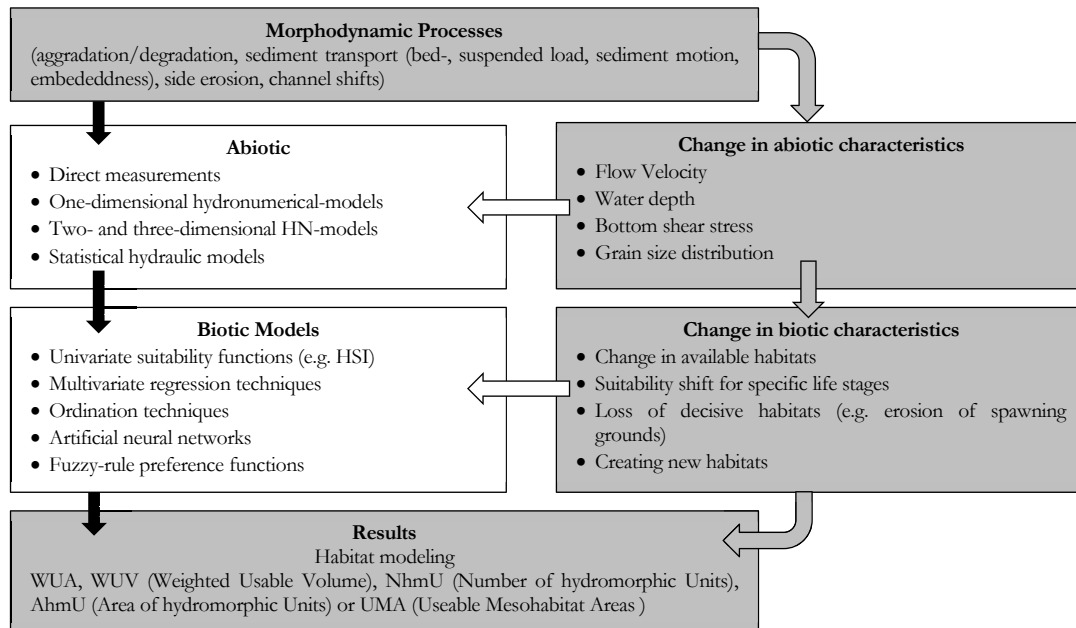 Morphodynamic Processes
(aggradation/degradation, sediment transport (bed-, suspended load, sediment motion,
embededdness), side erosion, channel shifts)
Abiotic
• Direct measurements
• One-dimensional hydronumerical-models
• Two- and three-dimensional HN-models
• Statistical hydraulic models
Change in abiotic characteristics
• Flow Velocity
• Water depth
• Bottom shear stress
• Grain size distribution
Biotic Models
• Univariate suitability functions (e.g. HSI)
• Multivariate regression techniques
• Ordination techniques
• Artificial neural networks
• Fuzzy-rule preference functions
Change in biotic characteristics
• Change in available habitats
• Suitability shift for specific life stages
• Loss of decisive habitats (e.g. erosion of spawning
grounds)
• Creating new habitats
Results
Habitat modeling
WUA, WUV (Weighted Usable Volume), NhmU (Number of hydromorphic Units),
AhmU (Area of hydromorphic Units) or UMA (Useable Mesohabitat Areas )